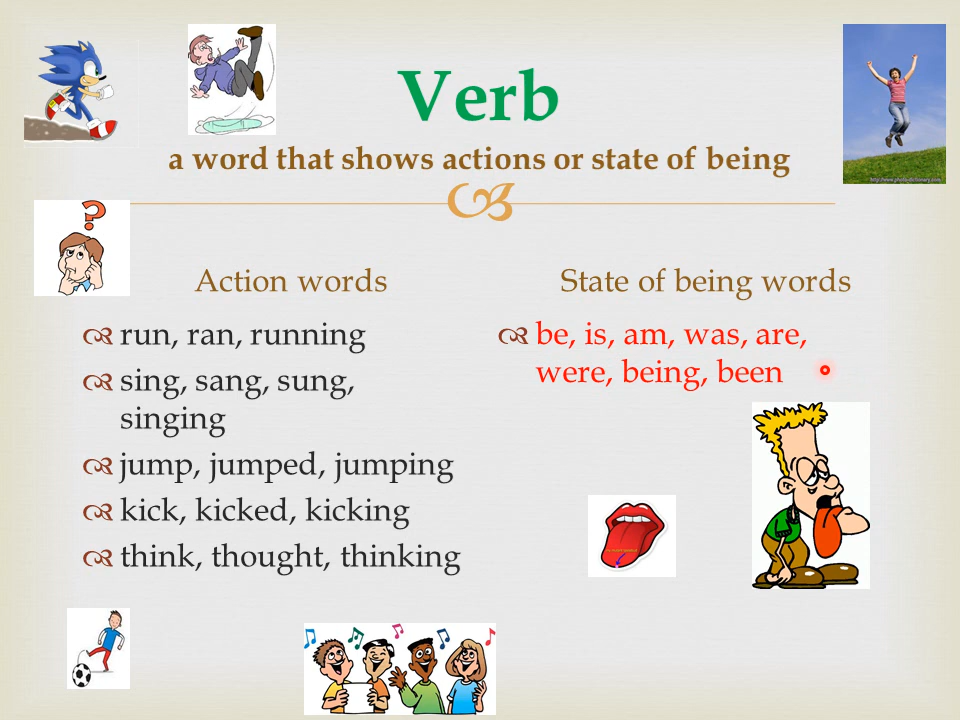 Verb
a word that shows actions or state of being
Action words
run, ran, running
sing, sang, sung,
singing
jump, jumped, jumping
kick, kicked, kicking
think, thought, thinking
State of being words
be, is, am, was, are,
were, being, been
?